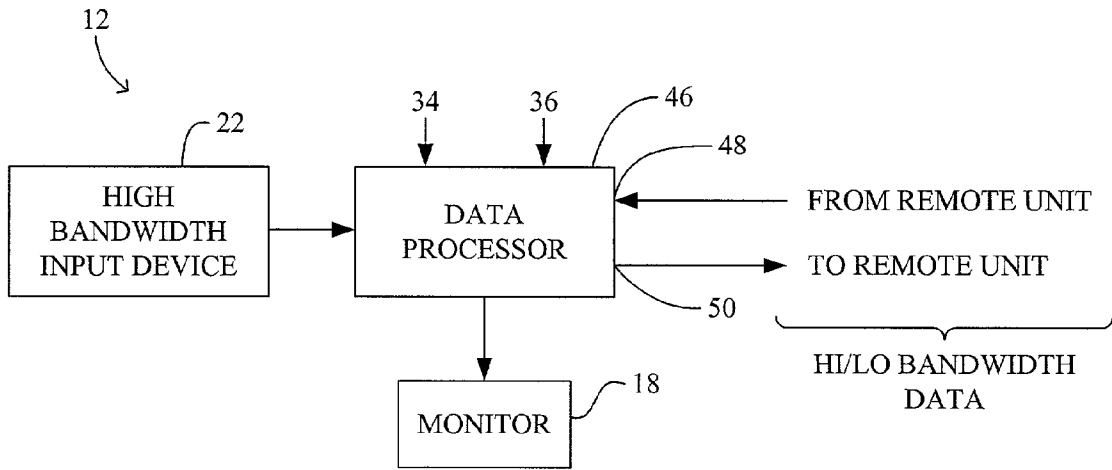 12
22
34
36
46
48
HIGH
BANDWIDTH
INPUT DEVICE
DATA
PROCESSOR
FROM REMOTE UNIT
TO REMOTE UNIT
50
HI/LO BANDWIDTH
DATA
MONITOR
18